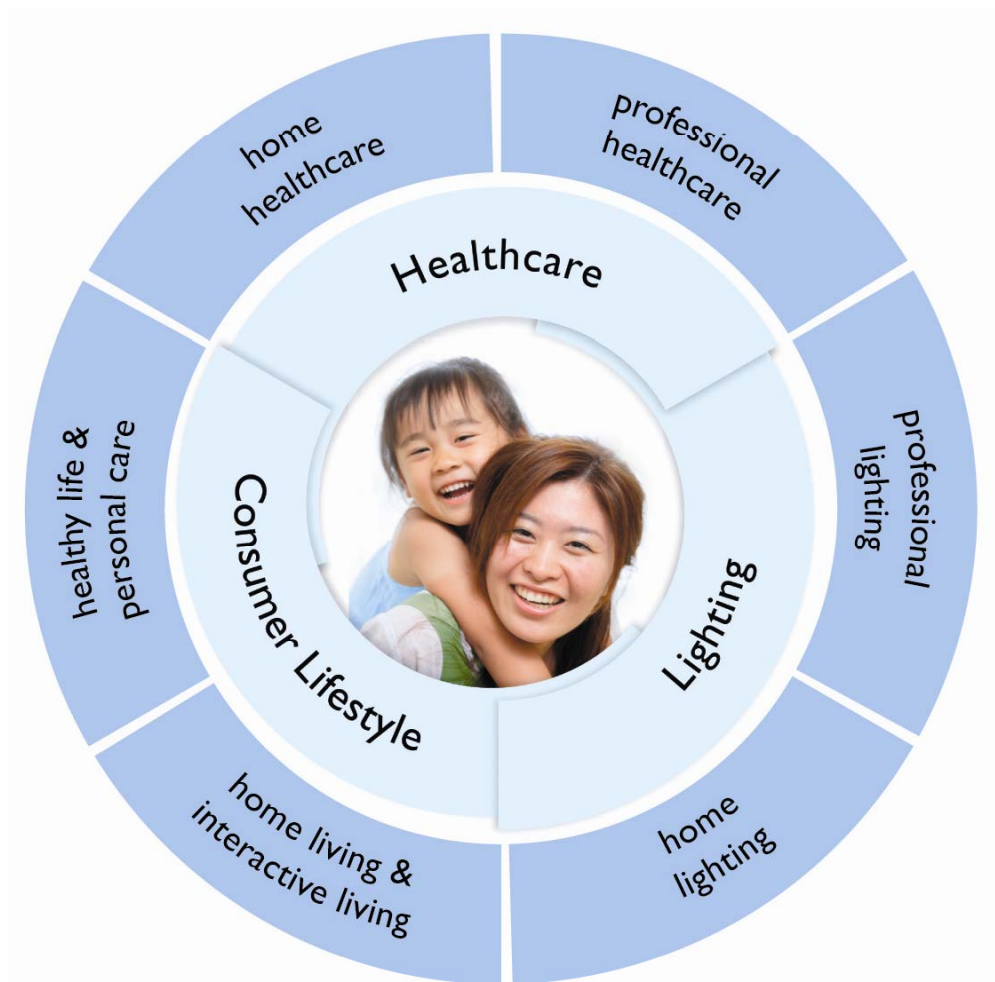 home
healthcare
professional
healthcare
Healthcare
healthy life &
personal care
professional
lighting
Consumer Lifestyle
Lighting
home living &
interactive living
home
lighting